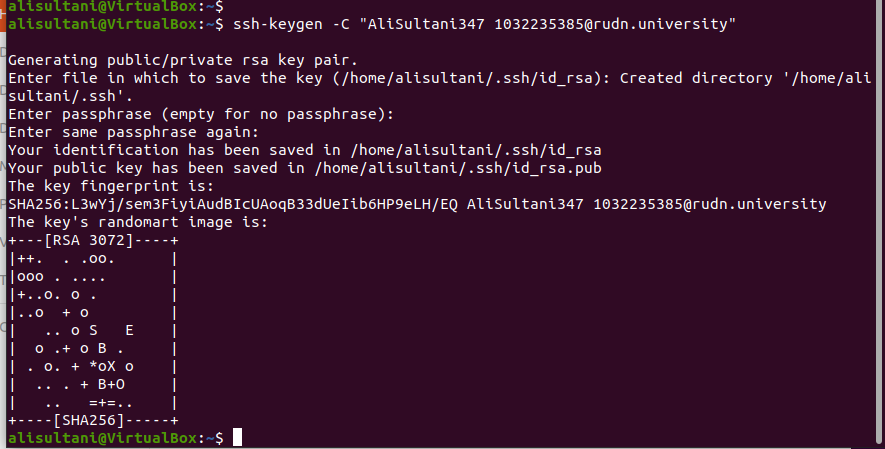 alisultani@VirtualBox:~$
alisultani@VirtualBox:~$ ssh-keygen -C "AliSultani347 1032235385@rudn.university"
Generating public/private rsa key pair.
Enter file in which to save the key (/home/alisultani/.ssh/id_rsa): Created directory '/home/ali
sultani/.ssh'.
Enter passphrase (empty for no passphrase):
Enter same passphrase again:
Your identification has been saved in /home/alisultani/.ssh/id_rsa
Your public key has been saved in /home/alisultani/.ssh/id_rsa.pub
The key fingerprint is:
SHA256:L3wYj/sem3FiyiAudBIcUAoqB33dUeIib6HP9eLH/EQ AliSultani347 1032235385@rudn.university
The key's randomart image is:
+---[RSA 3072]----+
|++.  . .oo.      |
|ooo . ....       |
|+..o. o .        |
|..o  + o         |
|   .. o S   E    |
|  o .+ o B .     |
| . o. + *oX o    |
|  .. . + B+O     |
|   ..   =+=..    |
+----[SHA256]-----+
alisultani@VirtualBox:~$